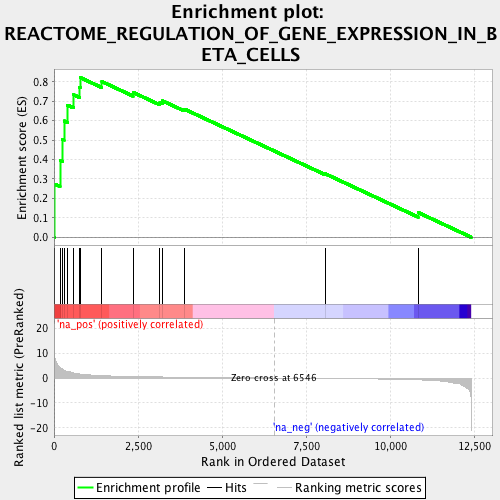 Enrichment plot:
REACTOME_REGULATION_OF_GENE_EXPRESSION_IN_B
ETA_CELLS
Enrichment score (ES)
0.8
0.7
0.6
0.5
0.4
0.3
0.2
0.1
0.0
'na_pos' (positively correlated)
Ranked list metric (PreRanked)
20
10
0
-10
-20
Zero cross at 6546
'na_neg' (negatively correlated)
0
2,500
5,000
7,500
10,000
12,500
Rank in Ordered Dataset
Enrichment profile
Hits
Ranking metric scores